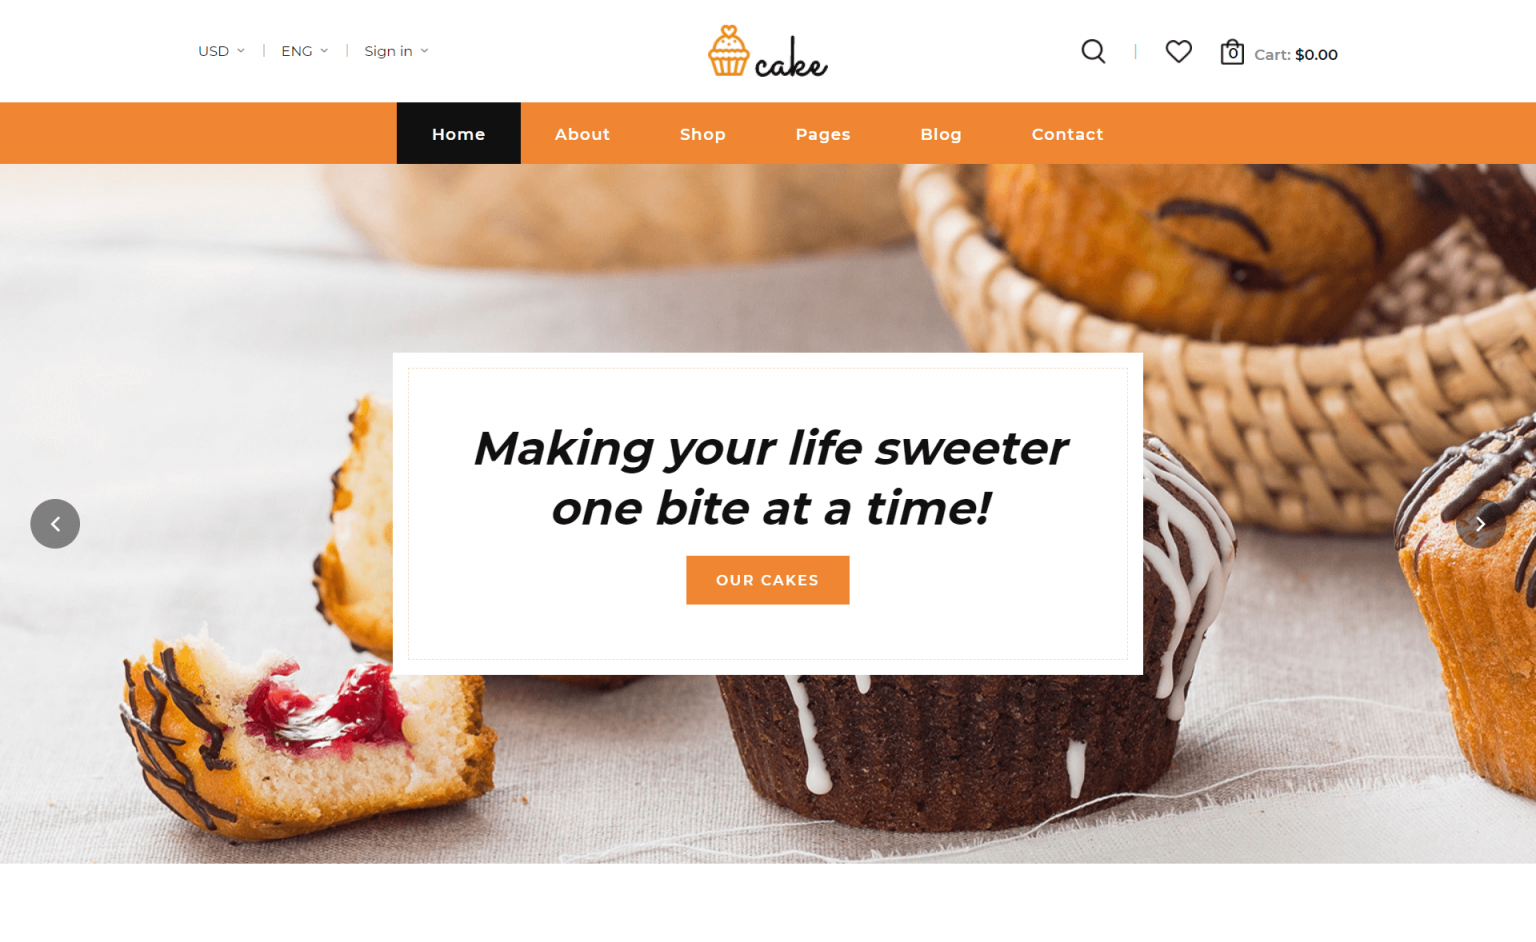 USD ENG Sign in
cake
0 Cart: $0.00
Home About Shop Pages Blog Contact
Making your life sweeter
one bite at a time!
OUR CAKES